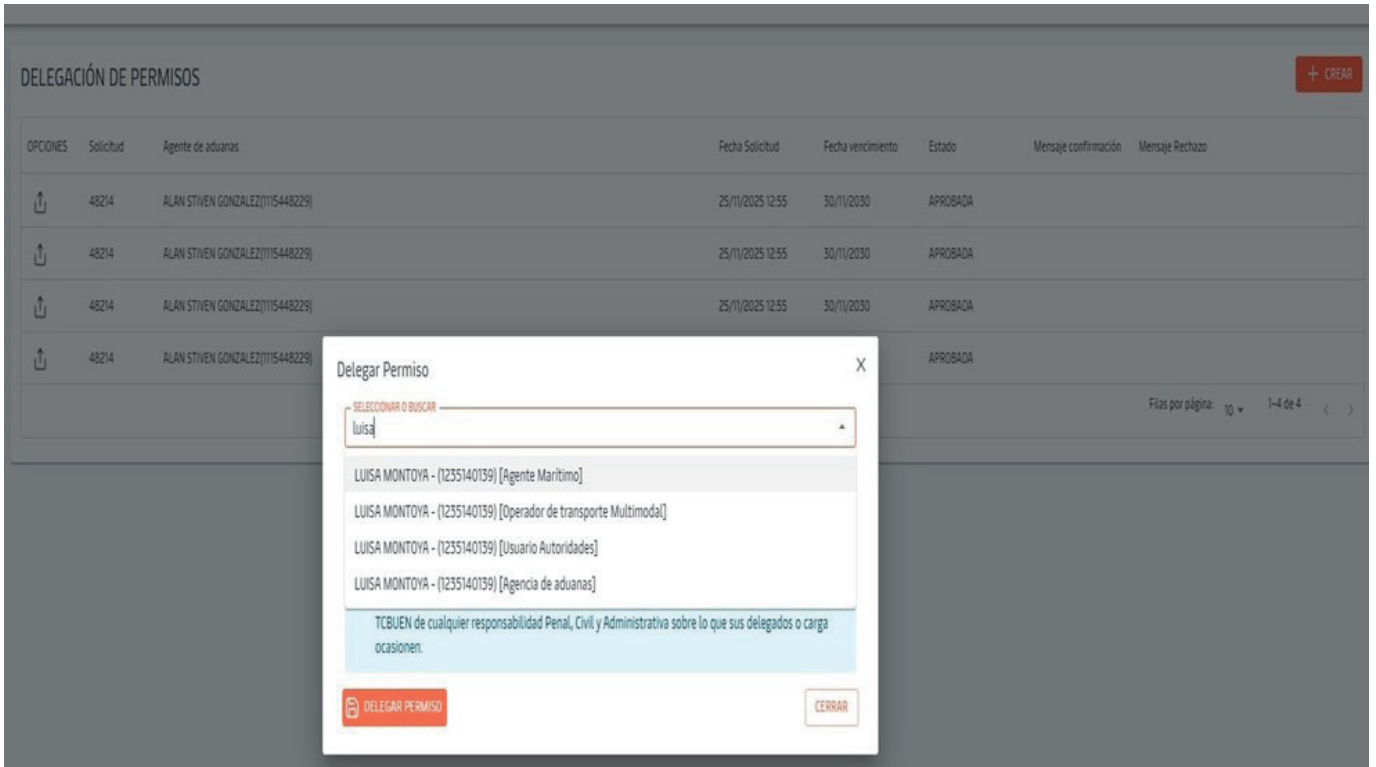 DELEGACIÓN DE PERMISOS
+ CREAR
OPCIONES Solicitud Agente de aduanas Fecha Solicitud Fecha vencimiento Estado Mensaje confirmación Mensaje Rechazo
48214 ALAN STIVEN GONZALEZ(1115448229) 25/11/2025 12:55 30/11/2030 APROBADA
48214 ALAN STIVEN GONZALEZ(1115448229) 25/11/2025 12:55 30/11/2030 APROBADA
48214 ALAN STIVEN GONZALEZ(1115448229) 25/11/2025 12:55 30/11/2030 APROBADA
48214 ALAN STIVEN GONZALEZ(1115448229) APROBADA
Filas por página: 10 1-4 de 4
Delegar Permiso X
SELECCIONAR O BUSCAR
luisa
LUISA MONTOYA - (1235140139) [Agente Marítimo]
LUISA MONTOYA - (1235140139) [Operador de transporte Multimodal]
LUISA MONTOYA - (1235140139) [Usuario Autoridades]
LUISA MONTOYA - (1235140139) [Agencia de aduanas]
TCBUEN de cualquier responsabilidad Penal, Civil y Administrativa sobre lo que sus delegados o carga
ocasionen.
DELEGAR PERMISO
CERRAR